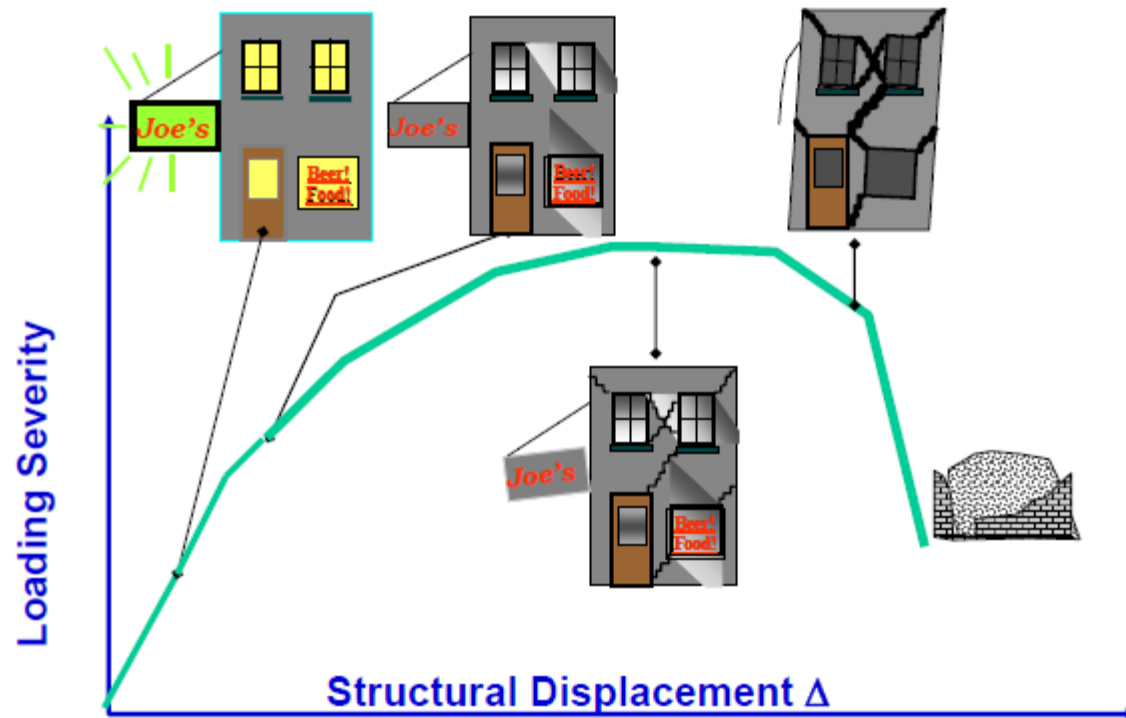 Joe's
Beer!
Food!
Joe's
Beer!
Food!
Joe's
Beer!
Food!
Loading Severity
Structural Displacement Δ